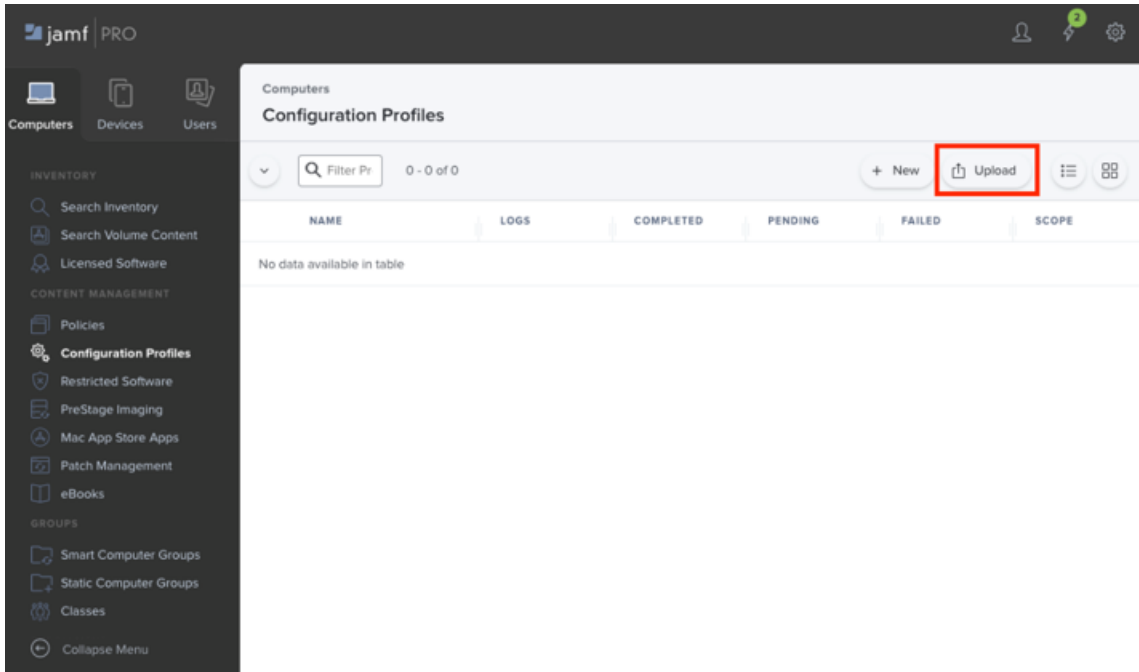 jamf PRO
2
Computers
Devices
Users
INVENTORY
Search Inventory
Search Volume Content
Licensed Software
CONTENT MANAGEMENT
Policies
Configuration Profiles
Restricted Software
PreStage Imaging
Mac App Store Apps
Patch Management
eBooks
GROUPS
Smart Computer Groups
Static Computer Groups
Classes
Collapse Menu
Computers
Configuration Profiles
Filter Pr
0 - 0 of 0
+ New
Upload
NAME LOGS COMPLETED PENDING FAILED SCOPE
No data available in table